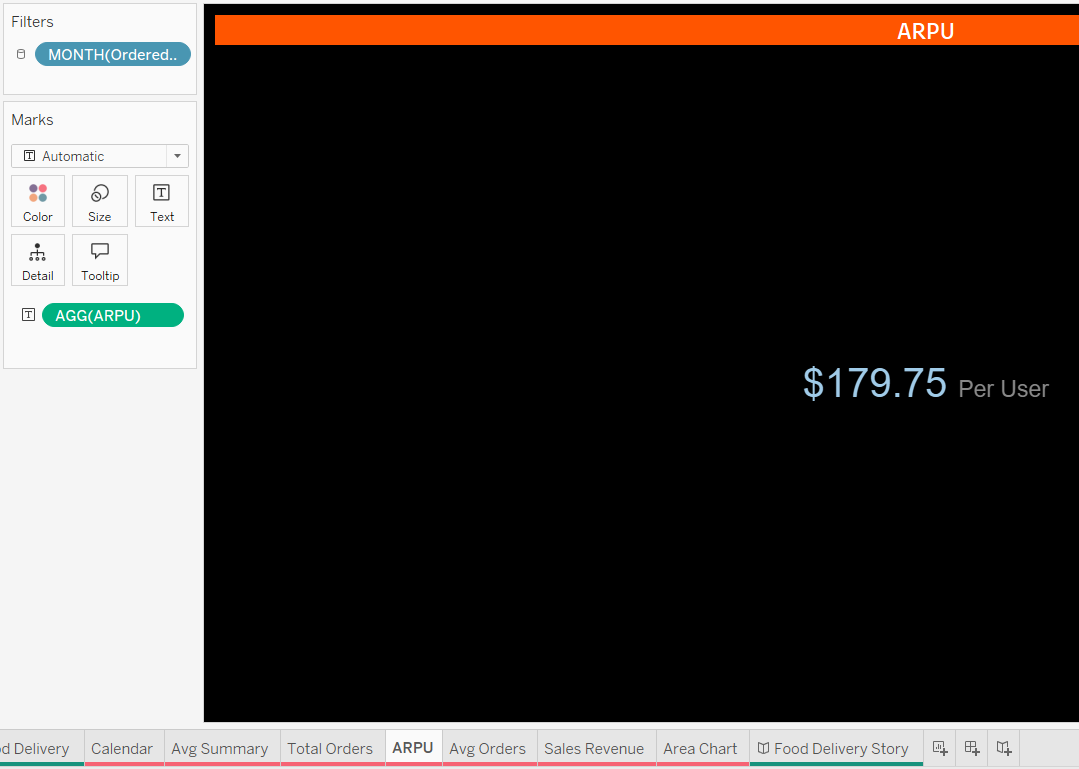 Filters
MONTH(Ordered..
Marks
Automatic
Color
Size
Text
Detail
Tooltip
AGG(ARPU)
ARPU
$179.75 Per User
d Delivery
Calendar
Avg Summary
Total Orders
ARPU
Avg Orders
Sales Revenue
Area Chart
Food Delivery Story